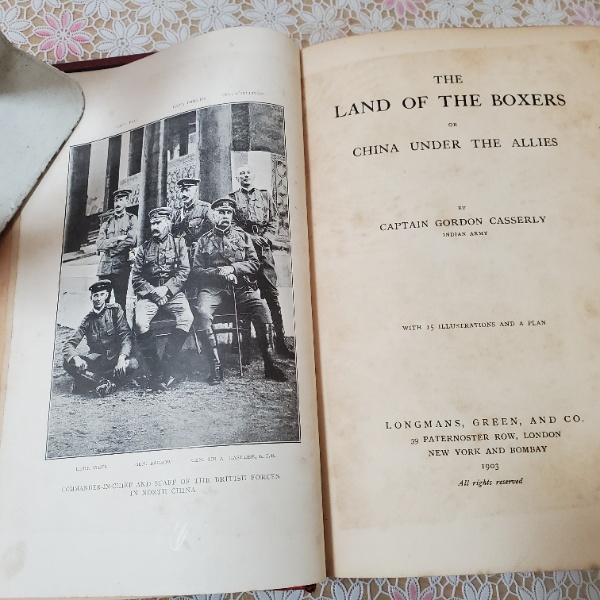 COMMANDER-IN-CHIEF AND STAFF OF THE BRITISH FORCES
IN NORTH CHINA
THE
LAND OF THE BOXERS
OR
CHINA UNDER THE ALLIES
BY
CAPTAIN GORDON CASSERLY
INDIAN ARMY
WITH 15 ILLUSTRATIONS AND A PLAN
LONGMANS, GREEN, AND CO.
39 PATERNOSTER ROW, LONDON
NEW YORK AND BOMBAY
1903
All rights reserved